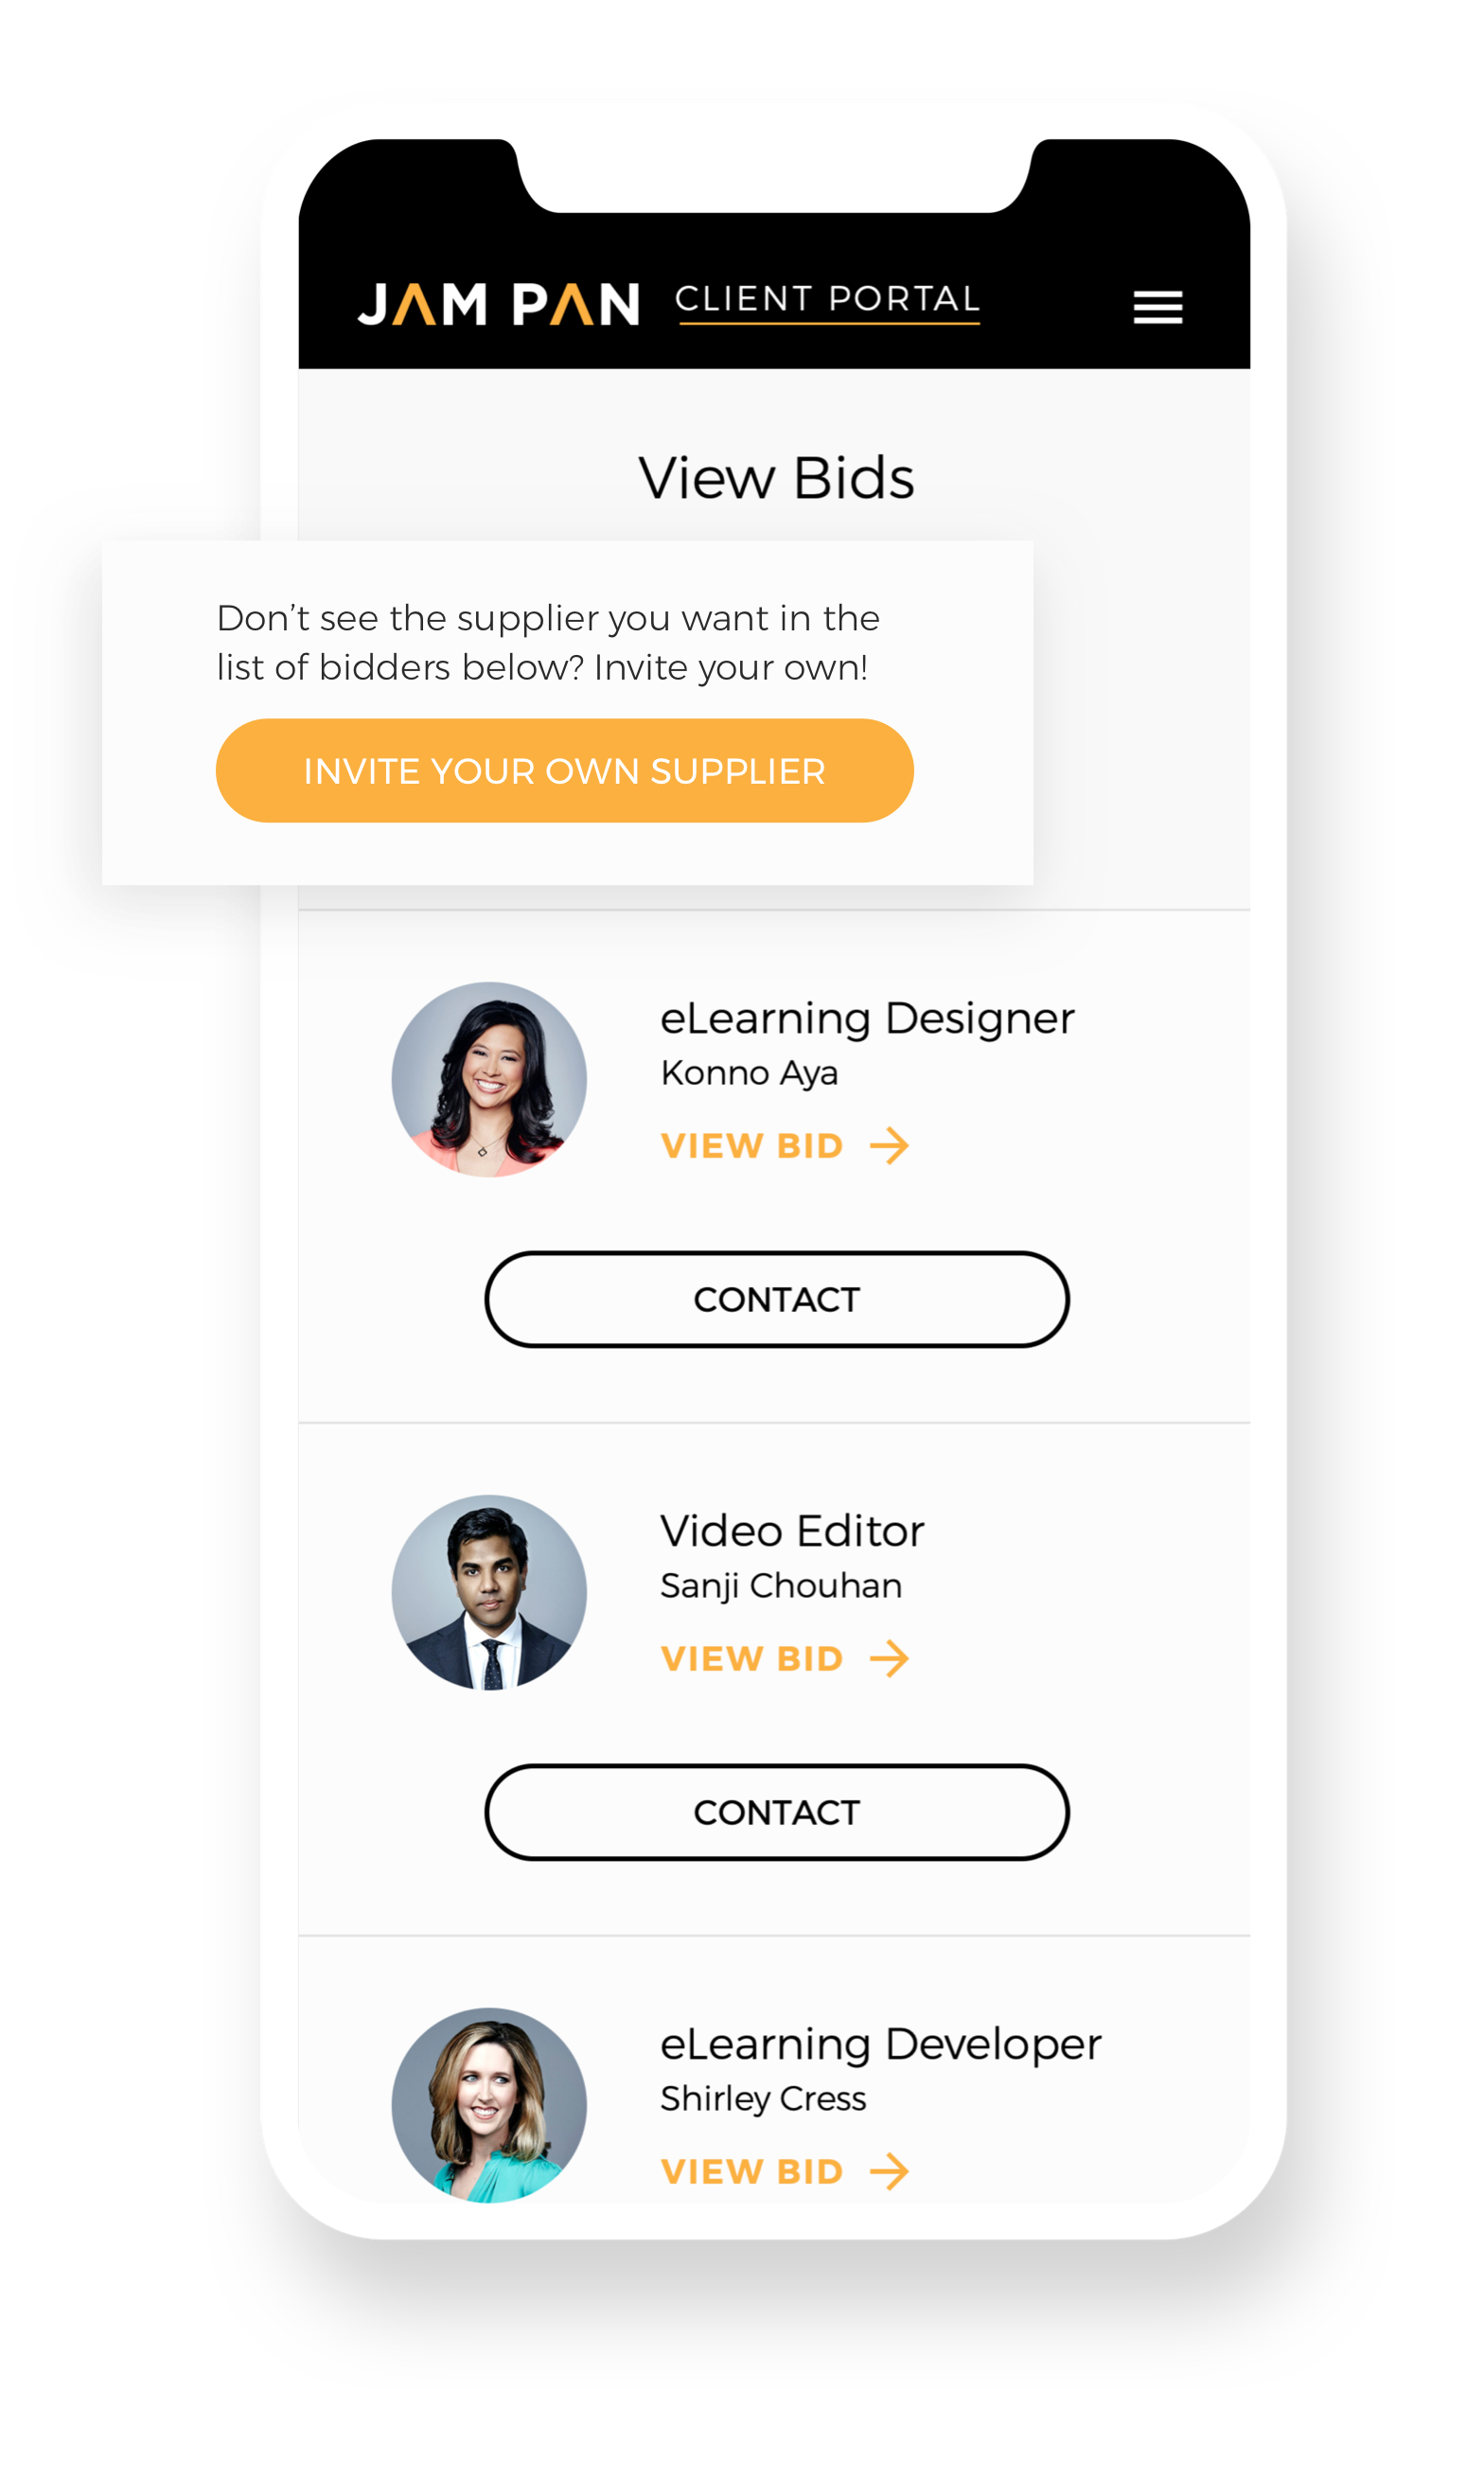 JAM PAN CLIENT PORTAL
View Bids
Don’t see the supplier you want in the
list of bidders below? Invite your own!
INVITE YOUR OWN SUPPLIER
eLearning Designer
Konno Aya
VIEW BID
CONTACT
Video Editor
Sanji Chouhan
VIEW BID
CONTACT
eLearning Developer
Shirley Cress
VIEW BID